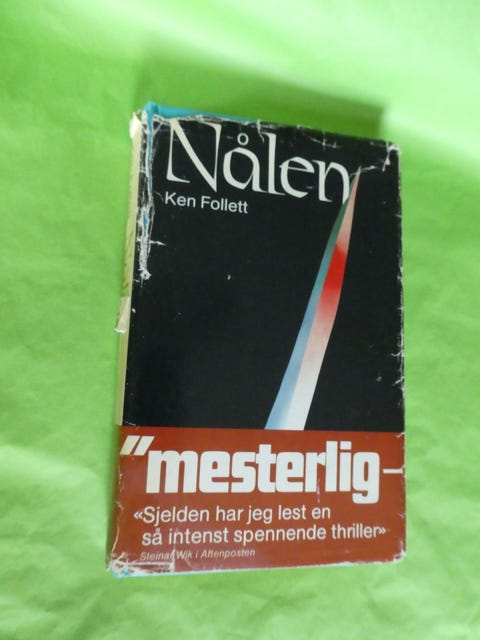 Nålen
Ken Follett
"mesterlig–
«Sjelden har jeg lest en
så intenst spennende thriller»
Steinar Wik i Aftenposten